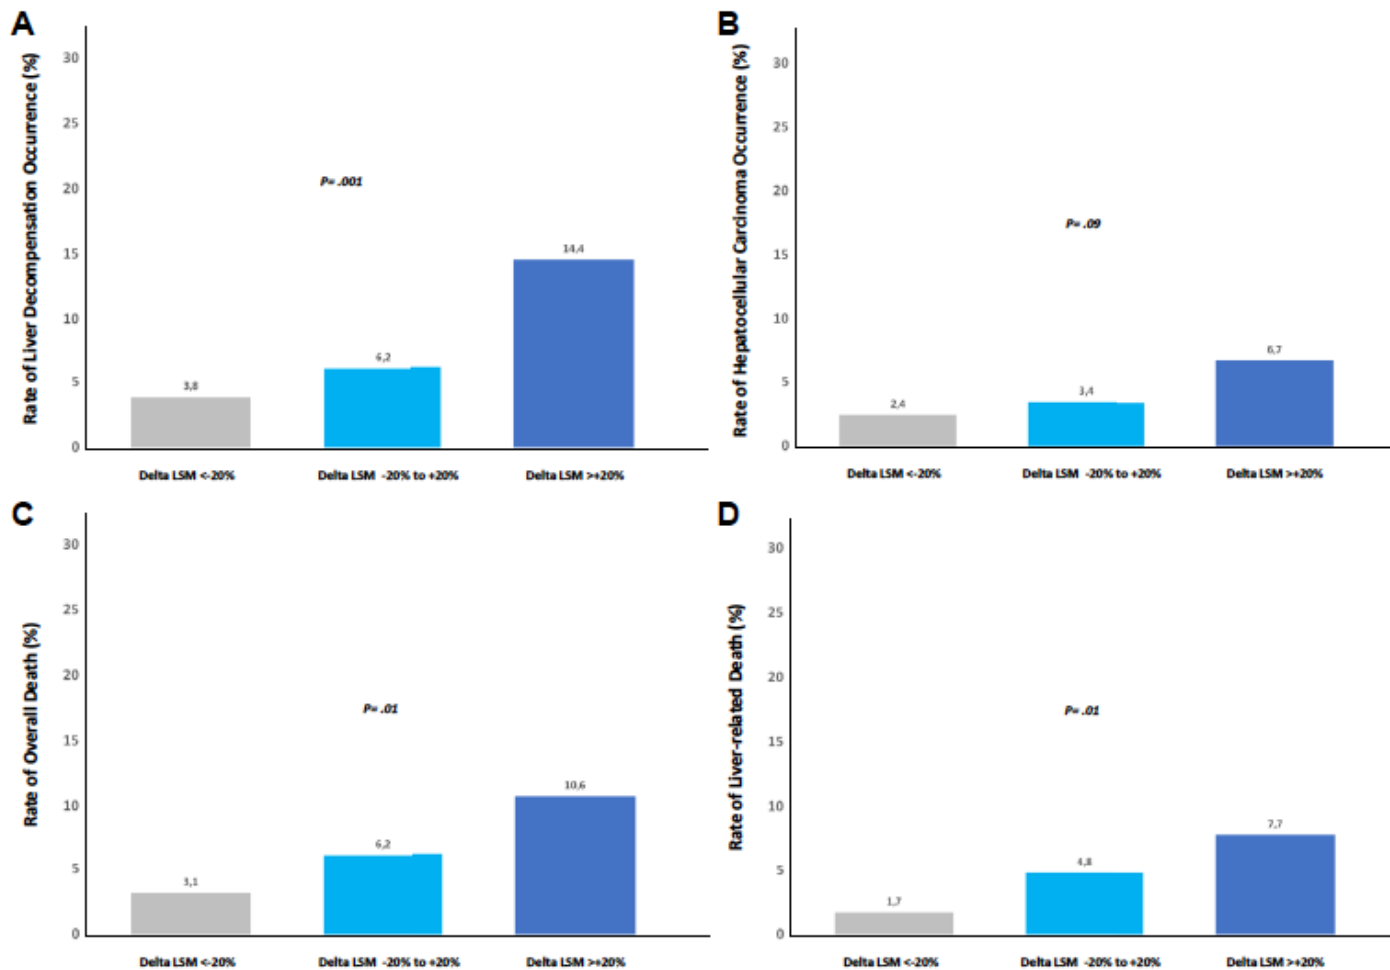 A
Rate of Liver Decompensation Occurrence (%)
30
25
20
15
10
5
0
P= .001
3,8
6,2
14,4
Delta LSM <-20%
Delta LSM -20% to +20%
Delta LSM >+20%
B
Rate of Hepatocellular Carcinoma Occurrence (%)
30
25
20
15
10
5
0
P= .09
2,4
3,4
6,7
Delta LSM <-20%
Delta LSM -20% to +20%
Delta LSM >+20%
C
Rate of Overall Death (%)
30
25
20
15
10
5
0
P= .01
3,1
6,2
10,6
Delta LSM <-20%
Delta LSM -20% to +20%
Delta LSM >+20%
D
Rate of Liver-related Death (%)
30
25
20
15
10
5
0
P= .01
1,7
4,8
7,7
Delta LSM <-20%
Delta LSM -20% to +20%
Delta LSM >+20%